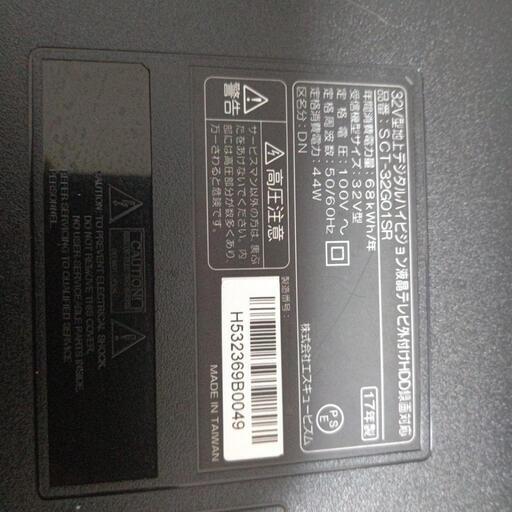 32V型地上デジタルハイビジョン液晶テレビ外付けHDD録画対応
品番：SCT-32G01SR
17年製
年間消費電力量：68kWh/年
受信機型サイズ：32V型
定格電圧：100V～
定格周波数：50/60Hz
定格消費電力：44W
区名分：DN
株式会社エスキュービズム
PS
E
警告
高圧注意
サービスマン以外の方は、裏ぶ
たをあけないでください。内
部には高圧部分が数多くあり、
万一さわると危険です。
製造番号：
H532369B0049
MADE IN TAIWAN
CAUTION
CAUTION: TO PREVENT ELECTRICAL SHOCK,
DO NOT REMOVE THIS COVER.
NO USER-SERVICEABLE PARTS INSIDE.
REFER SERVICING TO QUALIFIED SERVICE
PERSONNEL.